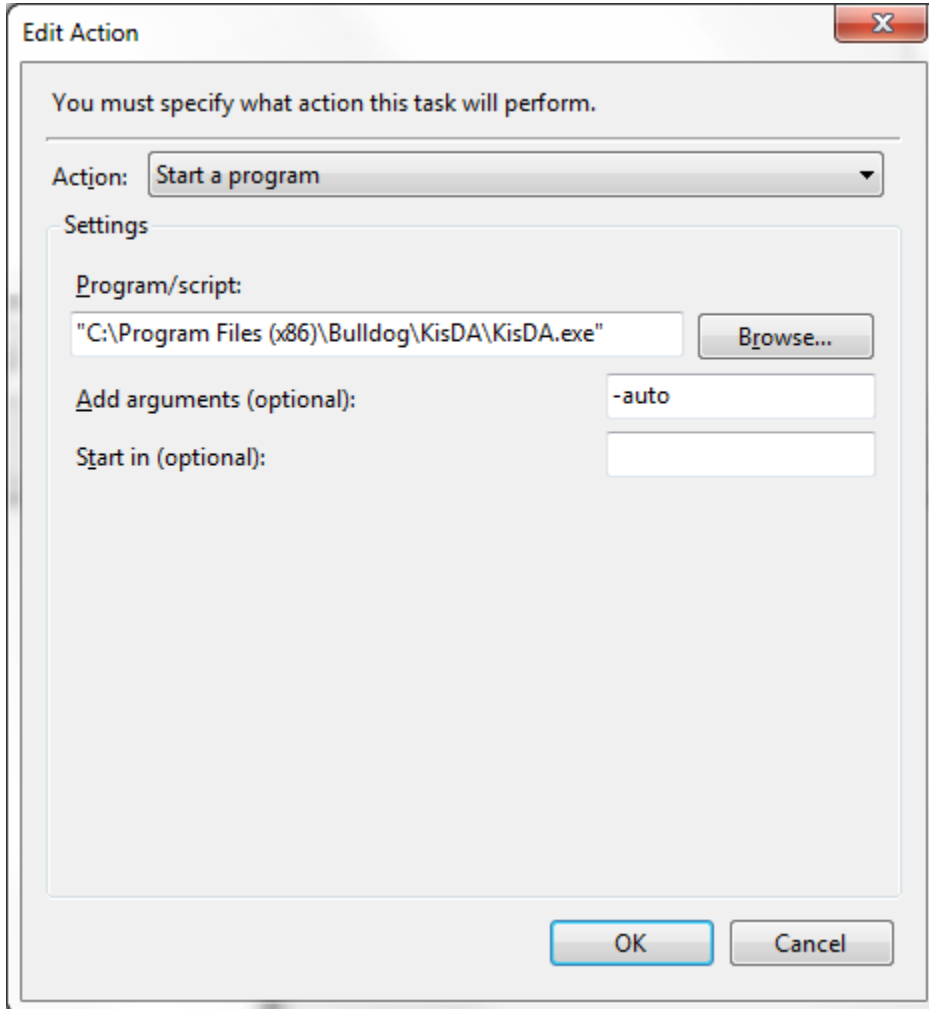 Edit Action
You must specify what action this task will perform.
Action: Start a program
Settings
Program/script:
"C:\Program Files (x86)\Bulldog\KisDA\KisDA.exe" Browse...
Add arguments (optional): -auto
Start in (optional):
OK Cancel